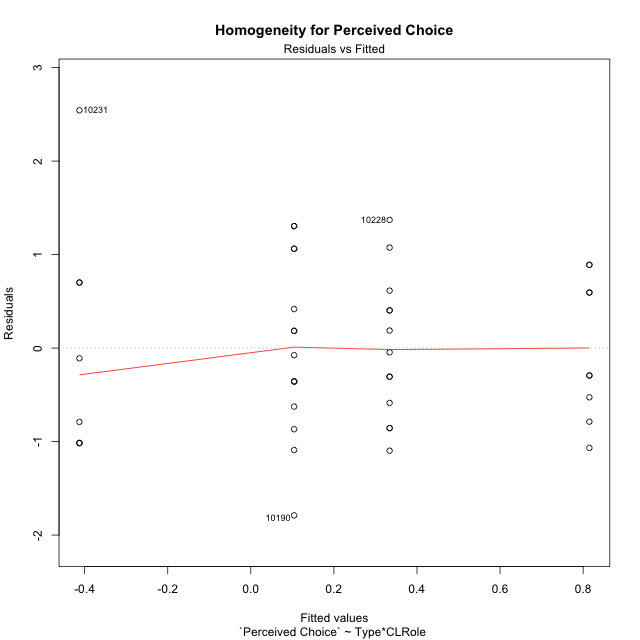 Homogeneity for Perceived Choice
Residuals vs Fitted
3
2
1
0
-1
-2
Residuals
10231
10228
10190
-0.4 -0.2 0.0 0.2 0.4 0.6 0.8
Fitted values
`Perceived Choice` ~ Type*CLRole